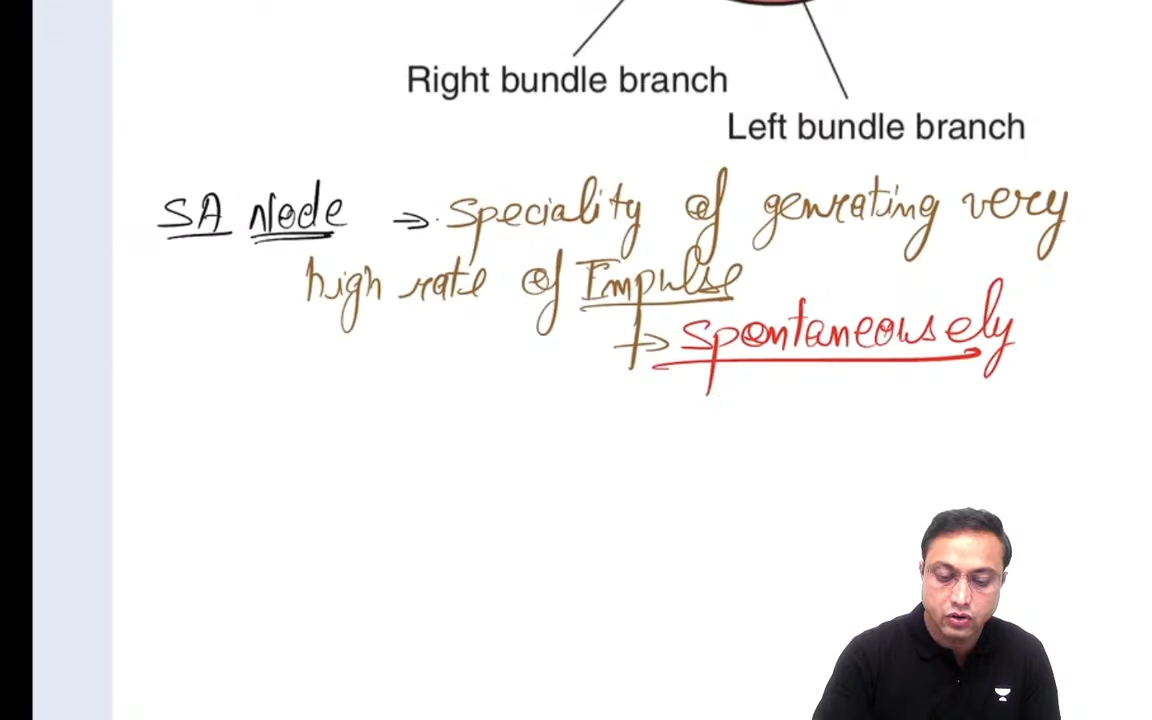 Right bundle branch
Left bundle branch
SA Node → Speciality of genrating very
high rate of Impulse
→ Spontaneousely